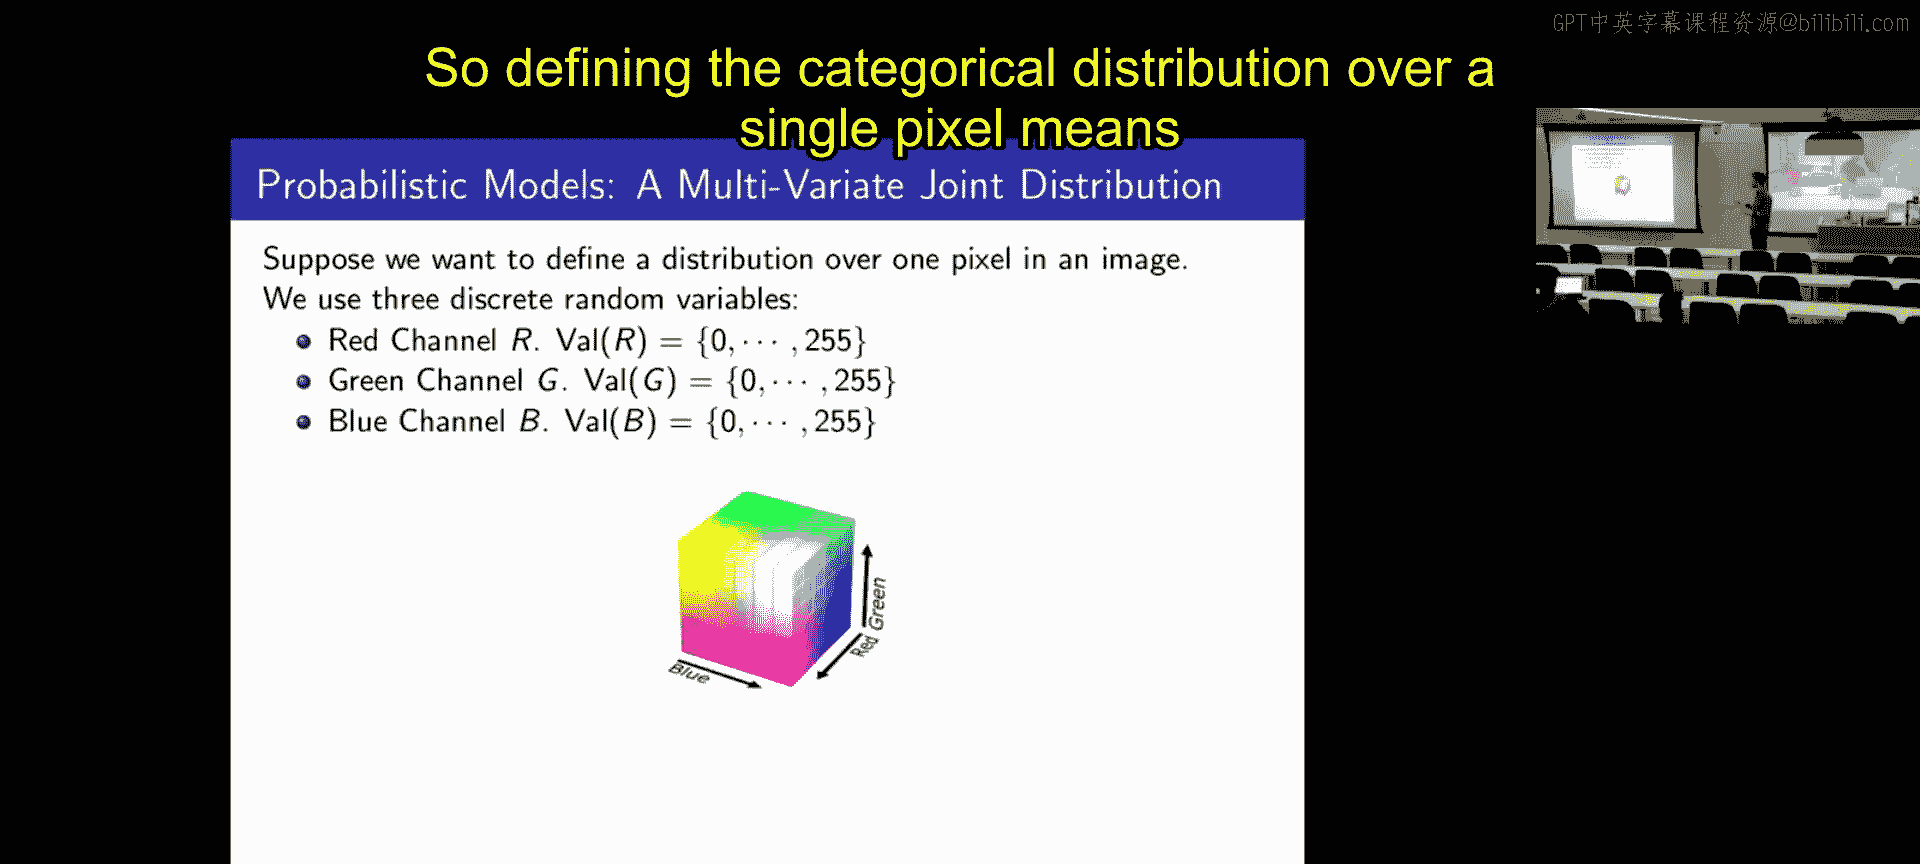 GPT中英字幕课程资源@bilibili.com
So defining the categorical distribution over a
single pixel means
Probabilistic Models: A Multi-Variate Joint Distribution
Suppose we want to define a distribution over one pixel in an image.
We use three discrete random variables:
Red Channel R. Val(R) = {0, ··· , 255}
Green Channel G. Val(G) = {0, ··· , 255}
Blue Channel B. Val(B) = {0, ··· , 255}
Green
Red
Blue